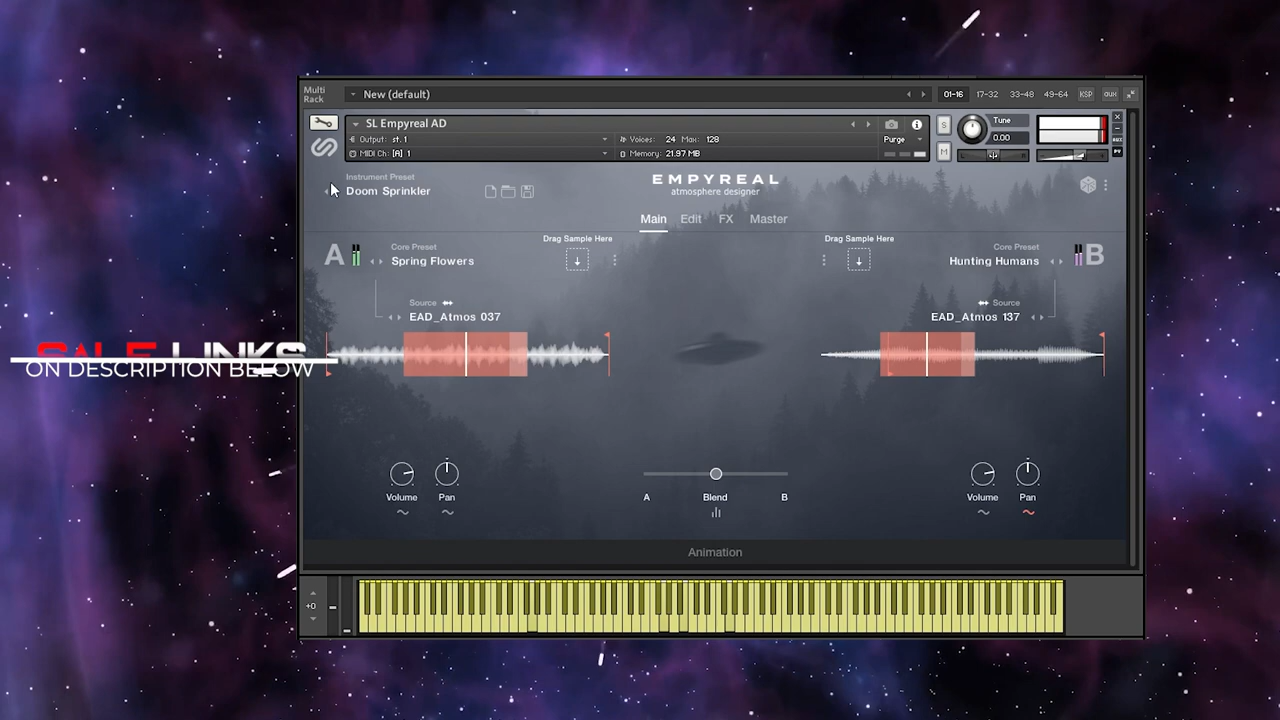 Multi
Rack
New (default)
01-16
17-32
33-48
49-64
KSP
aux
SL Empyreal AD
Output: st.1
Voices: 24 Max: 128
Purge
MIDI Ch: [A] 1
Memory: 21.97 MB
S
M
Tune
0.00
AUX
PV
Instrument Preset
Doom Sprinkler
EMPYREAL
atmosphere designer
Main
Edit
FX
Master
A
Core Preset
Spring Flowers
Drag Sample Here
Drag Sample Here
Core Preset
Hunting Humans
B
Source
EAD_Atmos 037
Source
EAD_Atmos 137
SALE LINKS
ON DESCRIPTION BELOW
Volume
Pan
A
Blend
B
Volume
Pan
Animation
+0